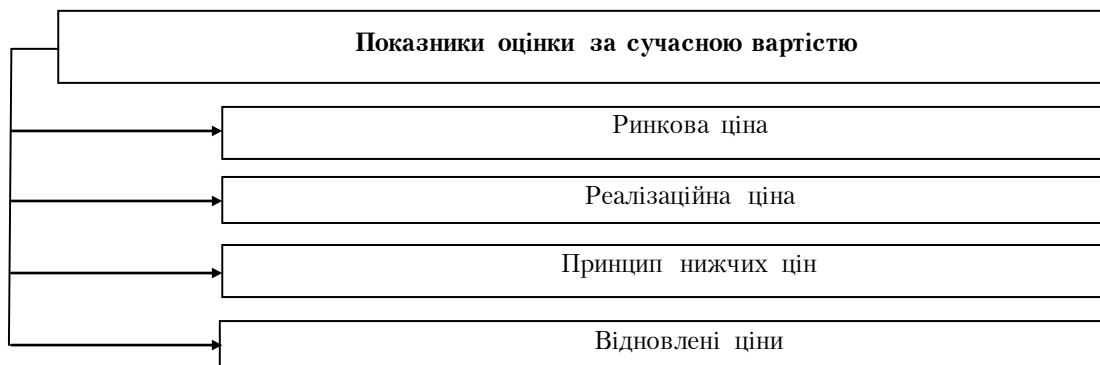 Показники оцінки за сучасною вартістю
Ринкова ціна
Реалізаційна ціна
Принцип нижчих цін
Відновлені ціни